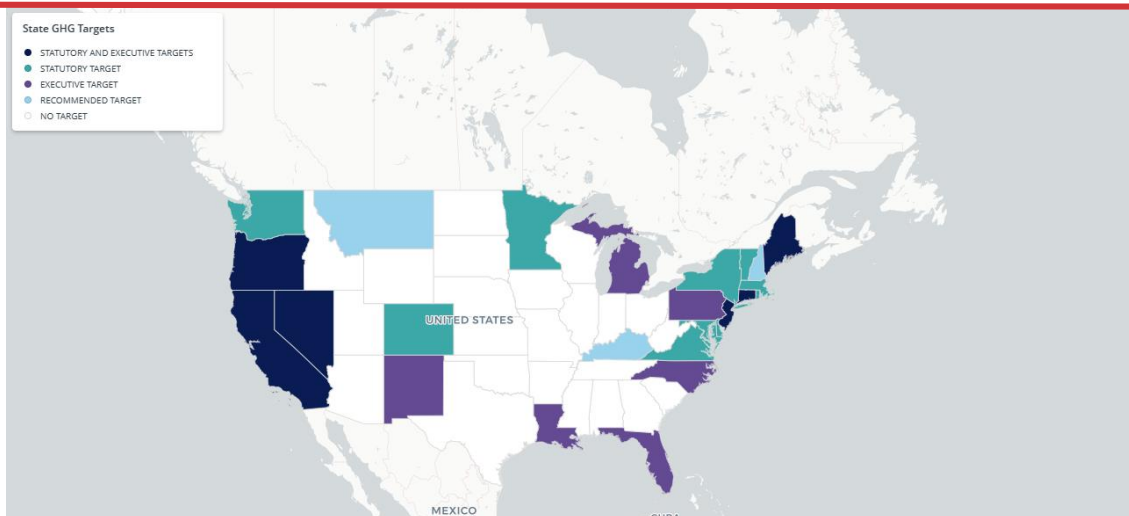 State GHG Targets
STATUTORY AND EXECUTIVE TARGETS
STATUTORY TARGET
EXECUTIVE TARGET
RECOMMENDED TARGET
NO TARGET
UNITED STATES
MEXICO